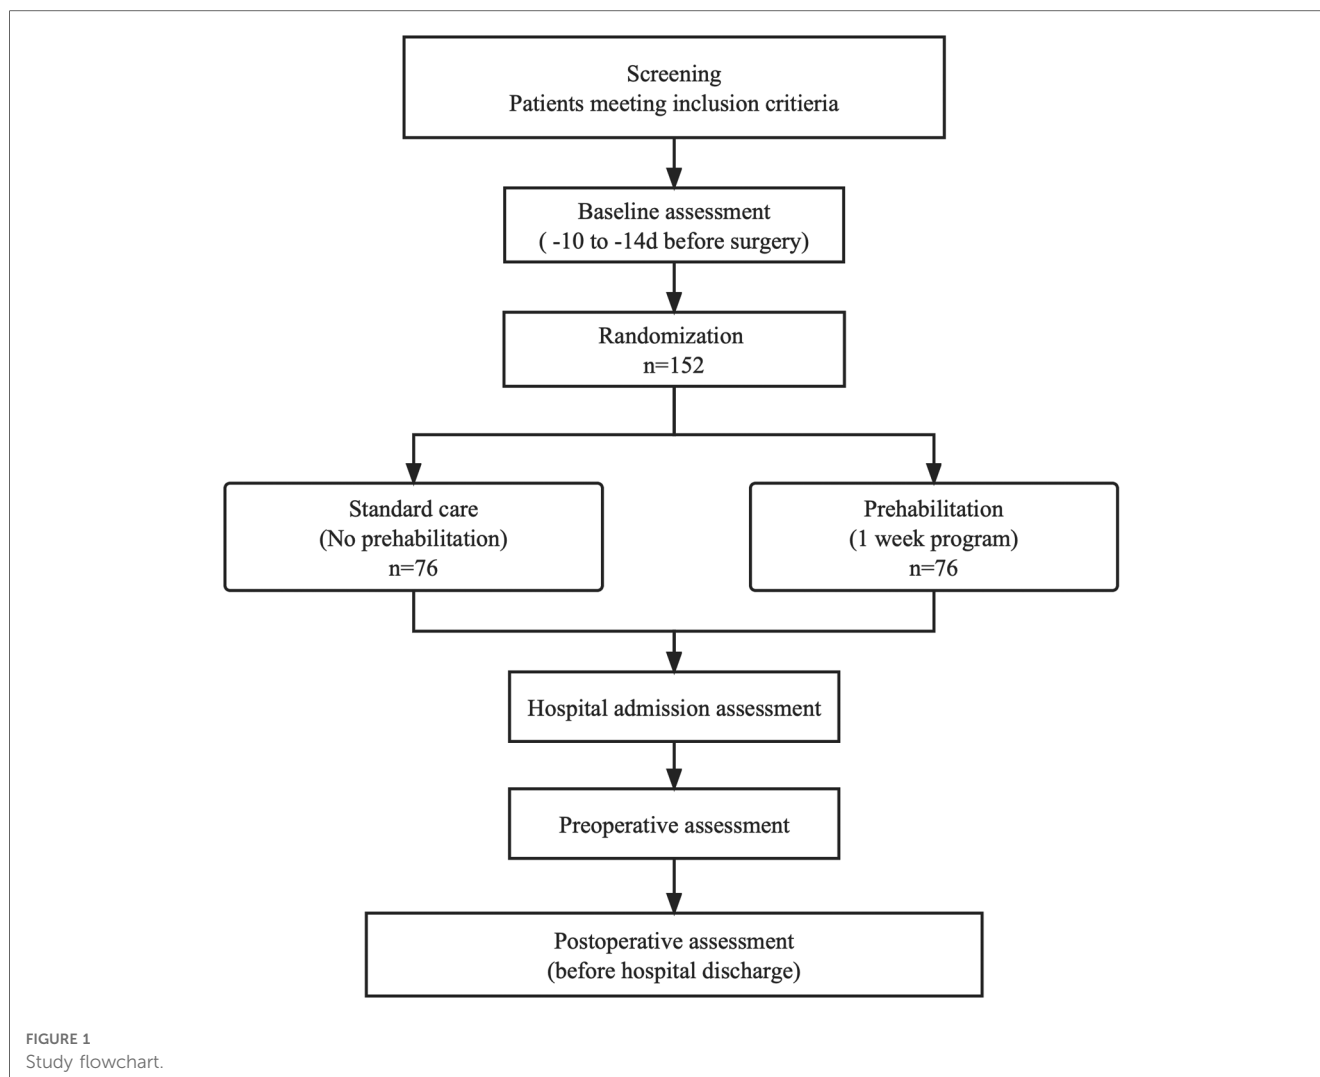 Screening
Patients meeting inclusion critieria
Baseline assessment
( -10 to -14d before surgery)
Randomization
n=152
Standard care
(No prehabilitation)
n=76
Prehabilitation
(1 week program)
n=76
Hospital admission assessment
Preoperative assessment
Postoperative assessment
(before hospital discharge)
FIGURE 1
Study flowchart.